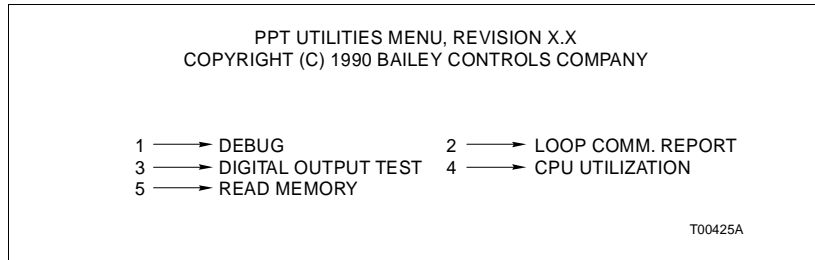 PPT UTILITIES MENU, REVISION X.X
COPYRIGHT (C) 1990 BAILEY CONTROLS COMPANY
1 → DEBUG 2 → LOOP COMM. REPORT
3 → DIGITAL OUTPUT TEST 4 → CPU UTILIZATION
5 → READ MEMORY
T00425A